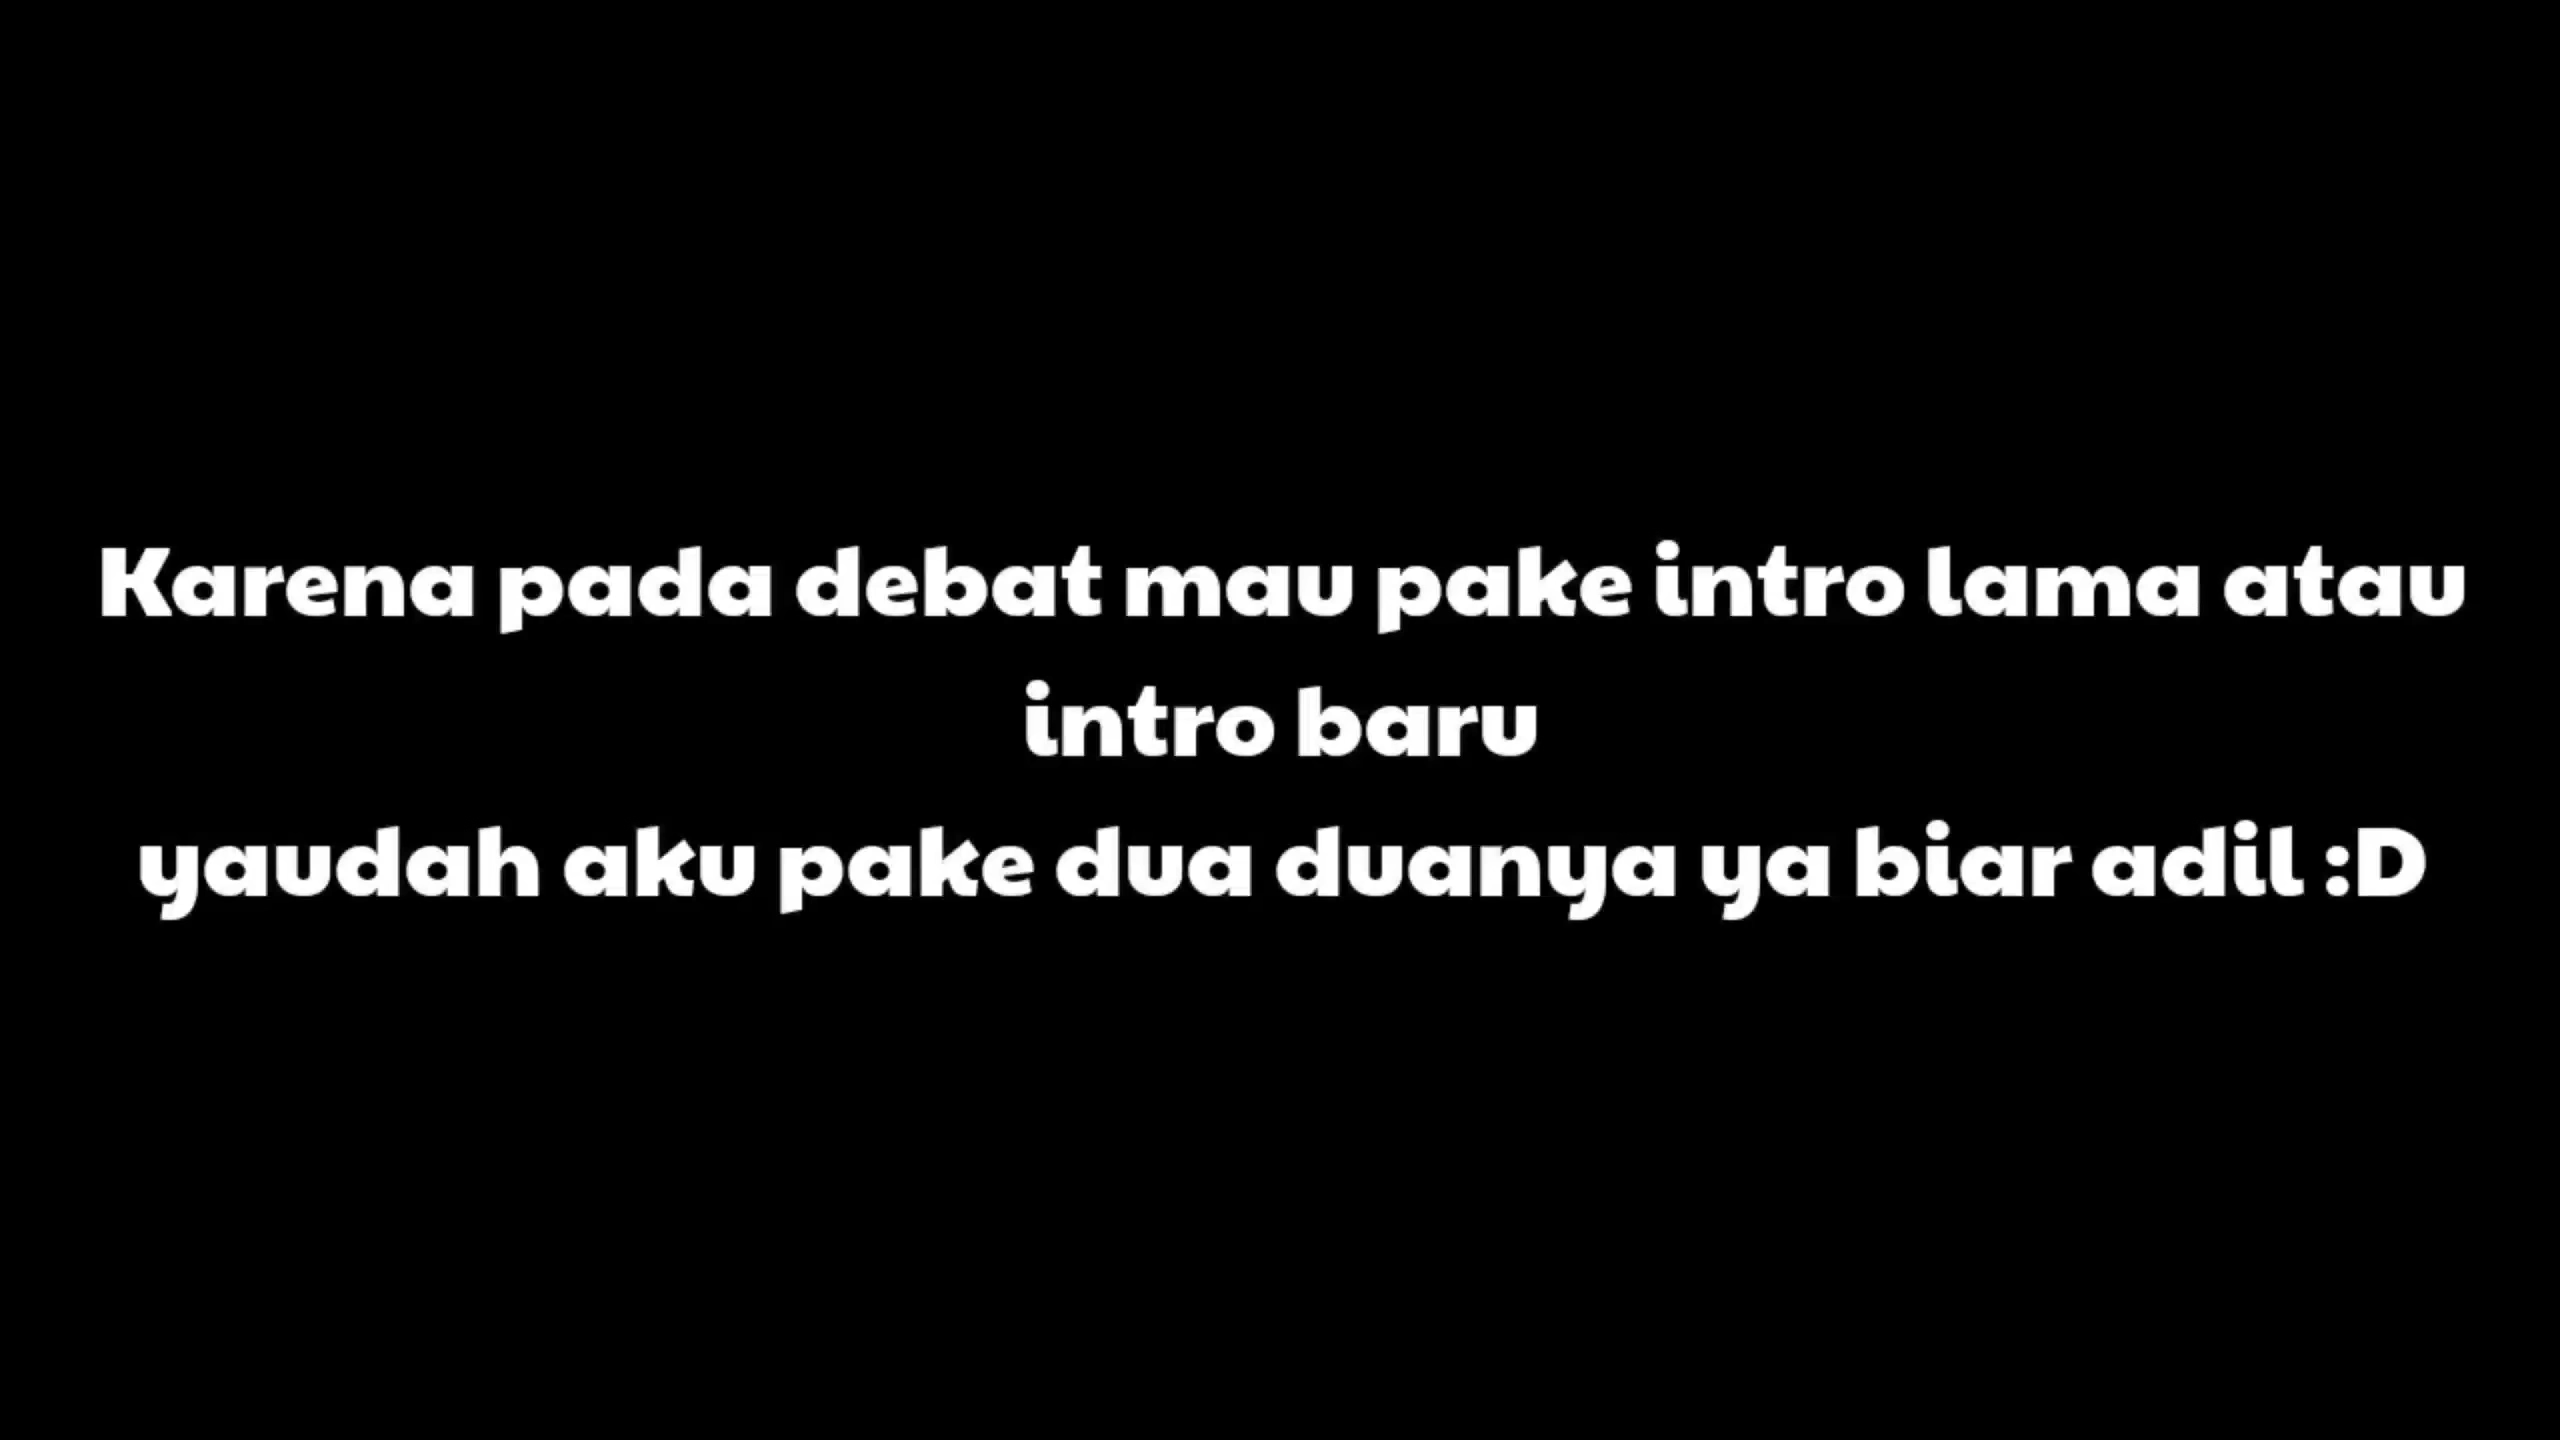 Karena pada debat mau pake intro lama atau
intro baru
yaudah aku pake dua duanya ya biar adil :D